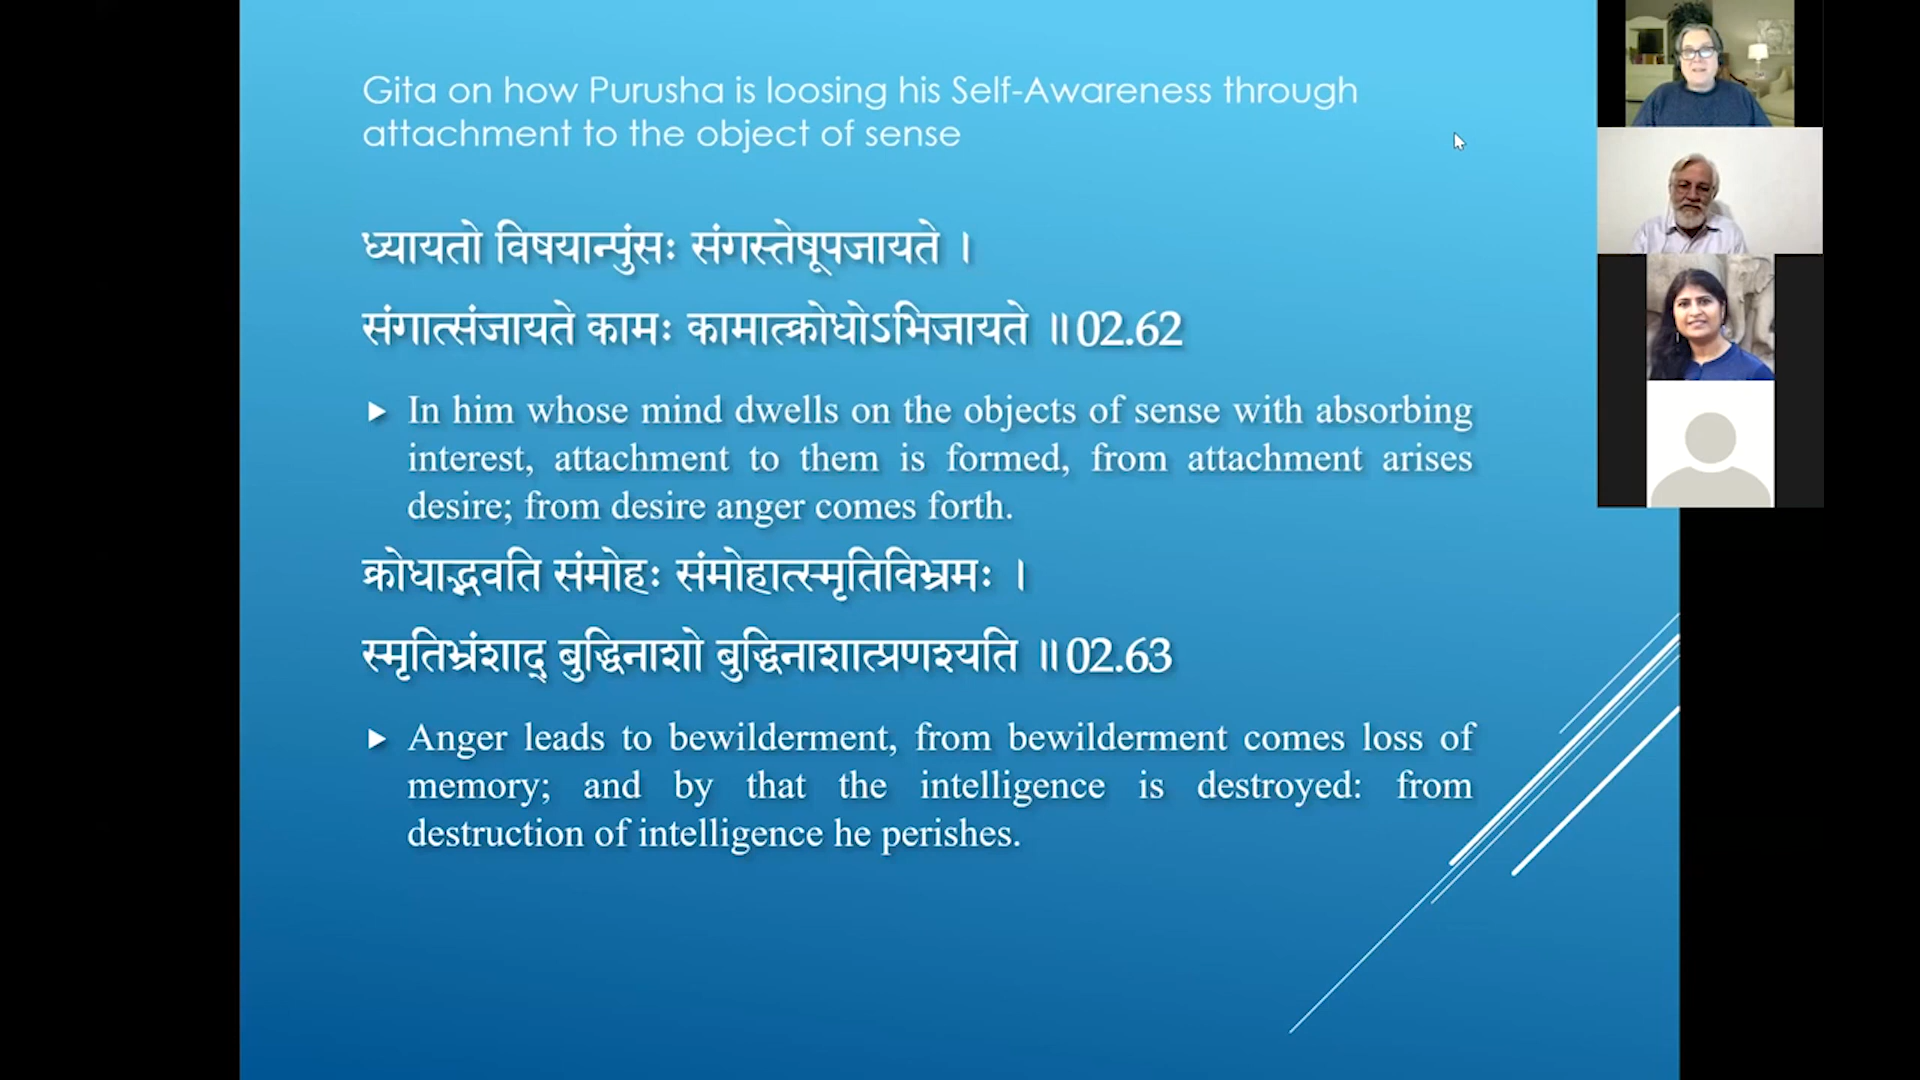 Gita on how Purusha is loosing his Self-Awareness through
attachment to the object of sense
ध्यायतो विषयान्पुंसः संगस्तेषूपजायते ।
संगात्संजायते कामः कामात्क्रोधोऽभिजायते ॥02.62
In him whose mind dwells on the objects of sense with absorbing
interest, attachment to them is formed, from attachment arises
desire; from desire anger comes forth.
क्रोधाद्भवति संमोहः संमोहात्स्मृतिविभ्रमः ।
स्मृतिभ्रंशाद् बुद्धिनाशो बुद्धिनाशात्प्रणश्यति ॥02.63
Anger leads to bewilderment, from bewilderment comes loss of
memory; and by that the intelligence is destroyed: from
destruction of intelligence he perishes.